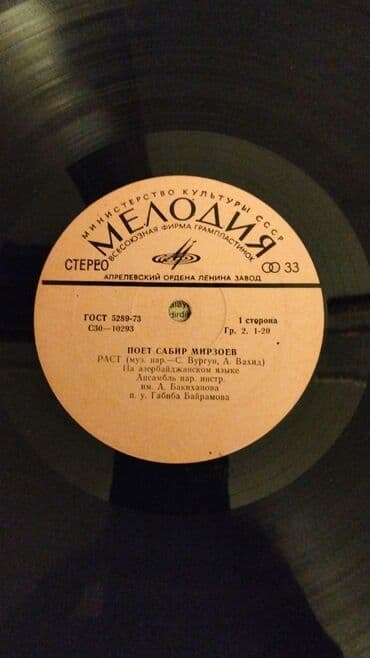 МИНИСТЕРСТВО КУЛЬТУРЫ СССР
МЕЛОДИЯ
ВСЕСОЮЗНАЯ ФИРМА ГРАМПЛАСТИНОК
СТЕРЕО
33
АПРЕЛЕВСКИЙ ОРДЕНА ЛЕНИНА ЗАВОД
ГОСТ 5289-73
1 сторона
С30—10293
Гр. 2. 1-20
ПОЕТ САБИР МИРЗОЕВ
РАСТ (муз. нар.—С. Вургун, А. Вахид)
На азербайджанском языке
Ансамбль нар. инстр.
им. А. Бакиханова
п. у. Габиба Байрамова